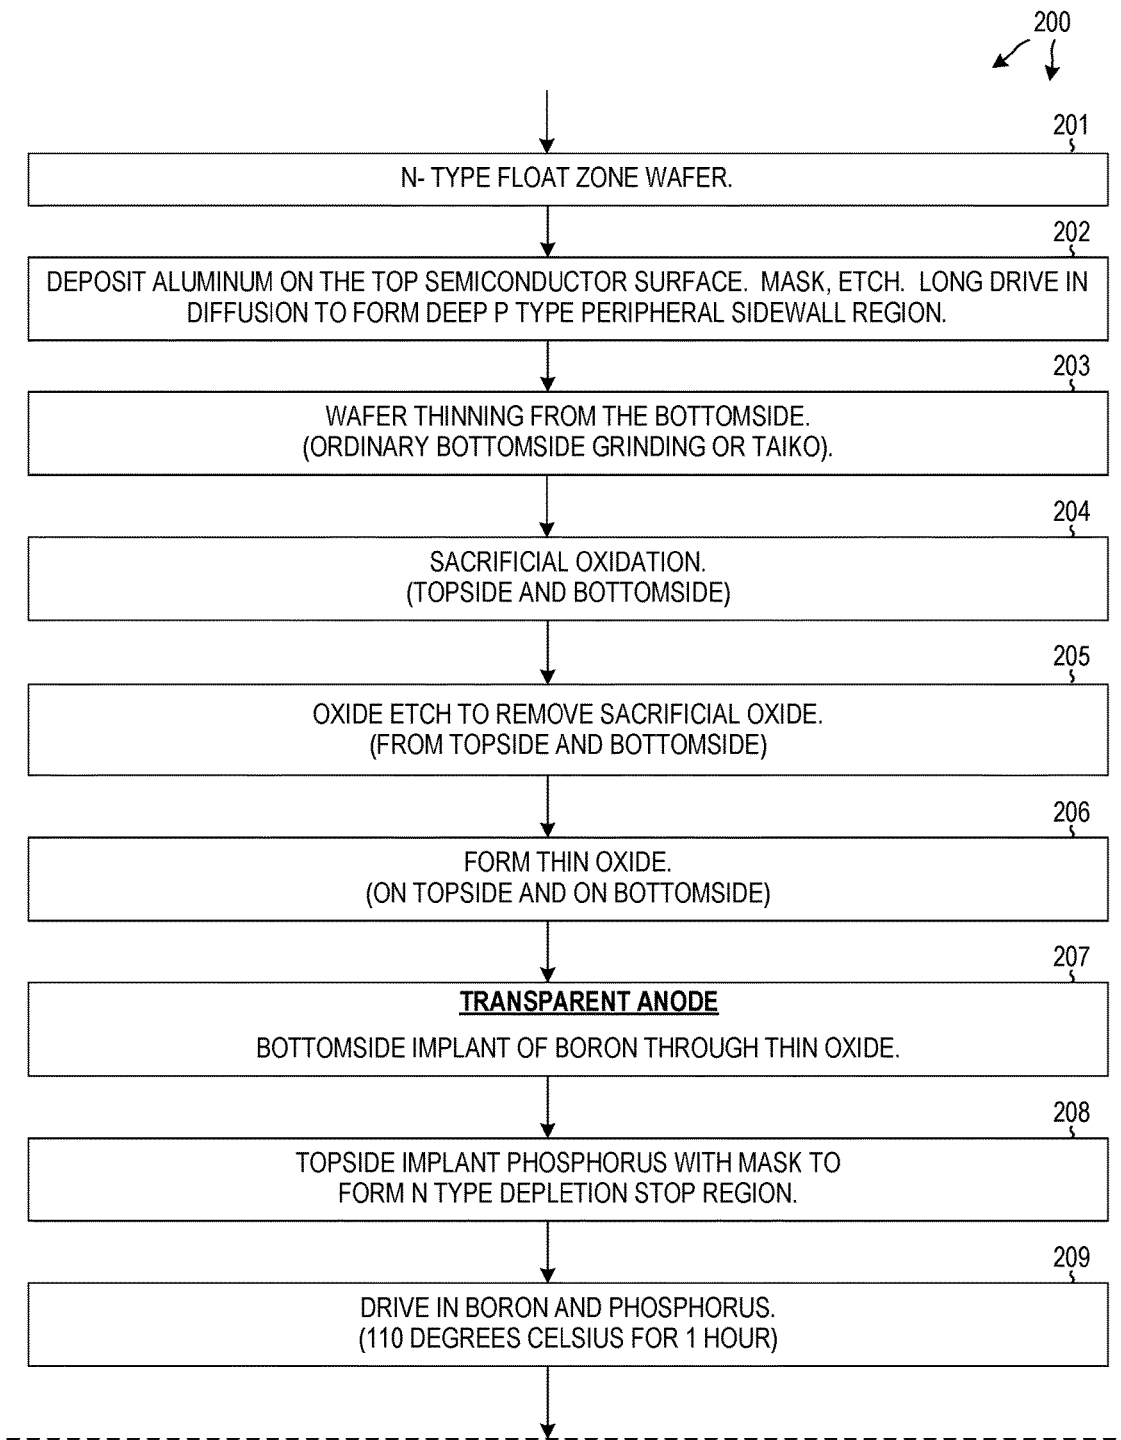 200
201
N- TYPE FLOAT ZONE WAFER.
202
DEPOSIT ALUMINUM ON THE TOP SEMICONDUCTOR SURFACE. MASK, ETCH. LONG DRIVE IN
DIFFUSION TO FORM DEEP P TYPE PERIPHERAL SIDEWALL REGION.
203
WAFER THINNING FROM THE BOTTOMSIDE.
(ORDINARY BOTTOMSIDE GRINDING OR TAIKO).
204
SACRIFICIAL OXIDATION.
(TOPSIDE AND BOTTOMSIDE)
205
OXIDE ETCH TO REMOVE SACRIFICIAL OXIDE.
(FROM TOPSIDE AND BOTTOMSIDE)
206
FORM THIN OXIDE.
(ON TOPSIDE AND ON BOTTOMSIDE)
207
TRANSPARENT ANODE
BOTTOMSIDE IMPLANT OF BORON THROUGH THIN OXIDE.
208
TOPSIDE IMPLANT PHOSPHORUS WITH MASK TO
FORM N TYPE DEPLETION STOP REGION.
209
DRIVE IN BORON AND PHOSPHORUS.
(110 DEGREES CELSIUS FOR 1 HOUR)